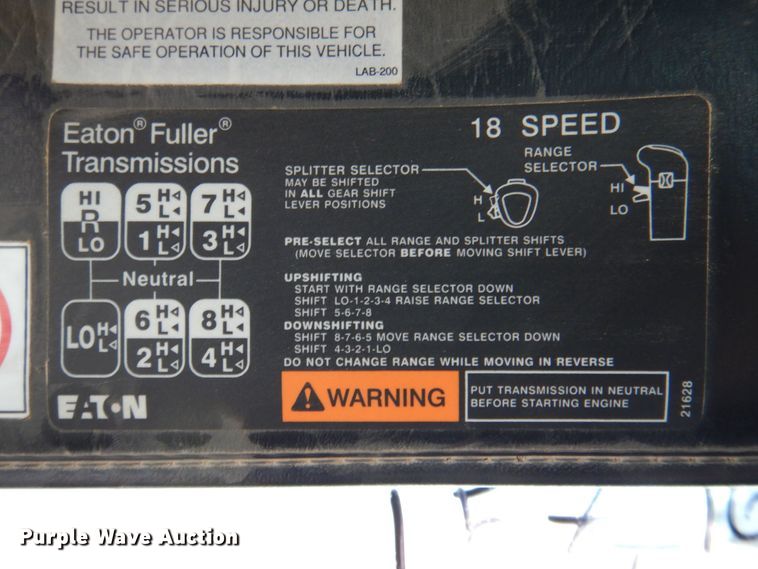 RESULT IN SERIOUS INJURY OR DEATH.
THE OPERATOR IS RESPONSIBLE FOR
THE SAFE OPERATION OF THIS VEHICLE.
LAB-200
Eaton® Fuller®
Transmissions
18 SPEED
HI
R
LO
5 H L
1 H L
7 H L
3 H L
Neutral
LO H L
6 H L
2 H L
8 H L
4 H L
EATON
SPLITTER SELECTOR
MAY BE SHIFTED
IN ALL GEAR SHIFT
LEVER POSITIONS
H
L
RANGE
SELECTOR
HI
LO
PRE-SELECT ALL RANGE AND SPLITTER SHIFTS
(MOVE SELECTOR BEFORE MOVING SHIFT LEVER)
UPSHIFTING
START WITH RANGE SELECTOR DOWN
SHIFT LO-1-2-3-4 RAISE RANGE SELECTOR
SHIFT 5-6-7-8
DOWNSHIFTING
SHIFT 8-7-6-5 MOVE RANGE SELECTOR DOWN
SHIFT 4-3-2-1-LO
DO NOT CHANGE RANGE WHILE MOVING IN REVERSE
WARNING
PUT TRANSMISSION IN NEUTRAL
BEFORE STARTING ENGINE
21628
Purple Wave Auction